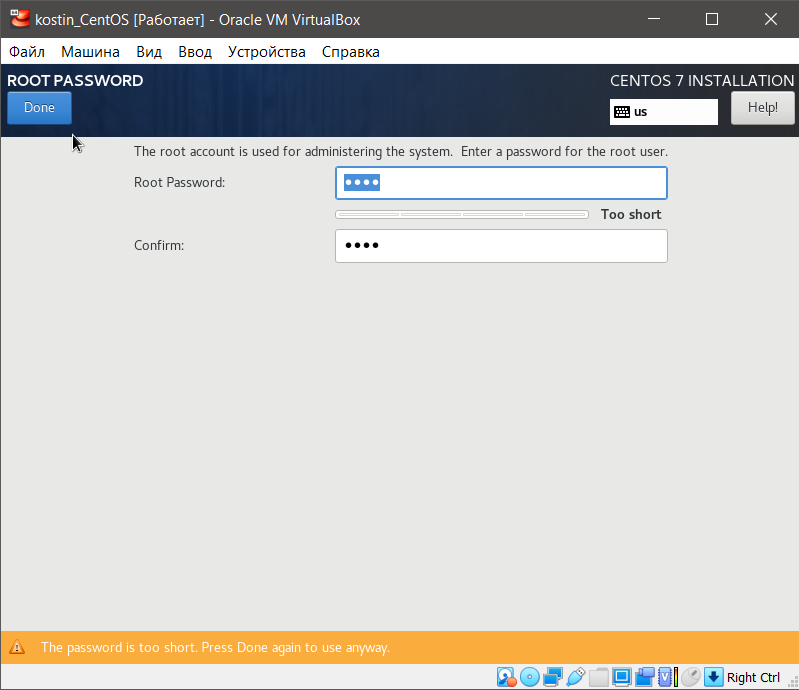 kostin_CentOS [Работает] - Oracle VM VirtualBox
Файл Машина Вид Ввод Устройства Справка
ROOT PASSWORD CENTOS 7 INSTALLATION
Done us Help!
The root account is used for administering the system. Enter a password for the root user.
Root Password: ••••
Too short
Confirm: ••••
The password is too short. Press Done again to use anyway.
Right Ctrl